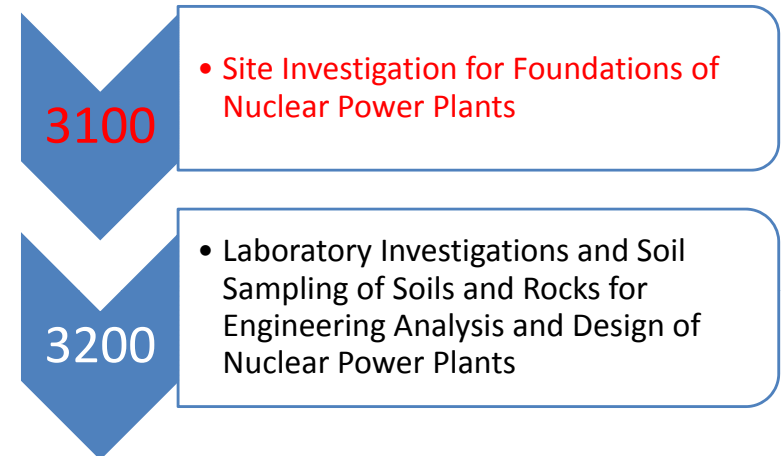 3100
• Site Investigation for Foundations of
Nuclear Power Plants
3200
• Laboratory Investigations and Soil
Sampling of Soils and Rocks for
Engineering Analysis and Design of
Nuclear Power Plants